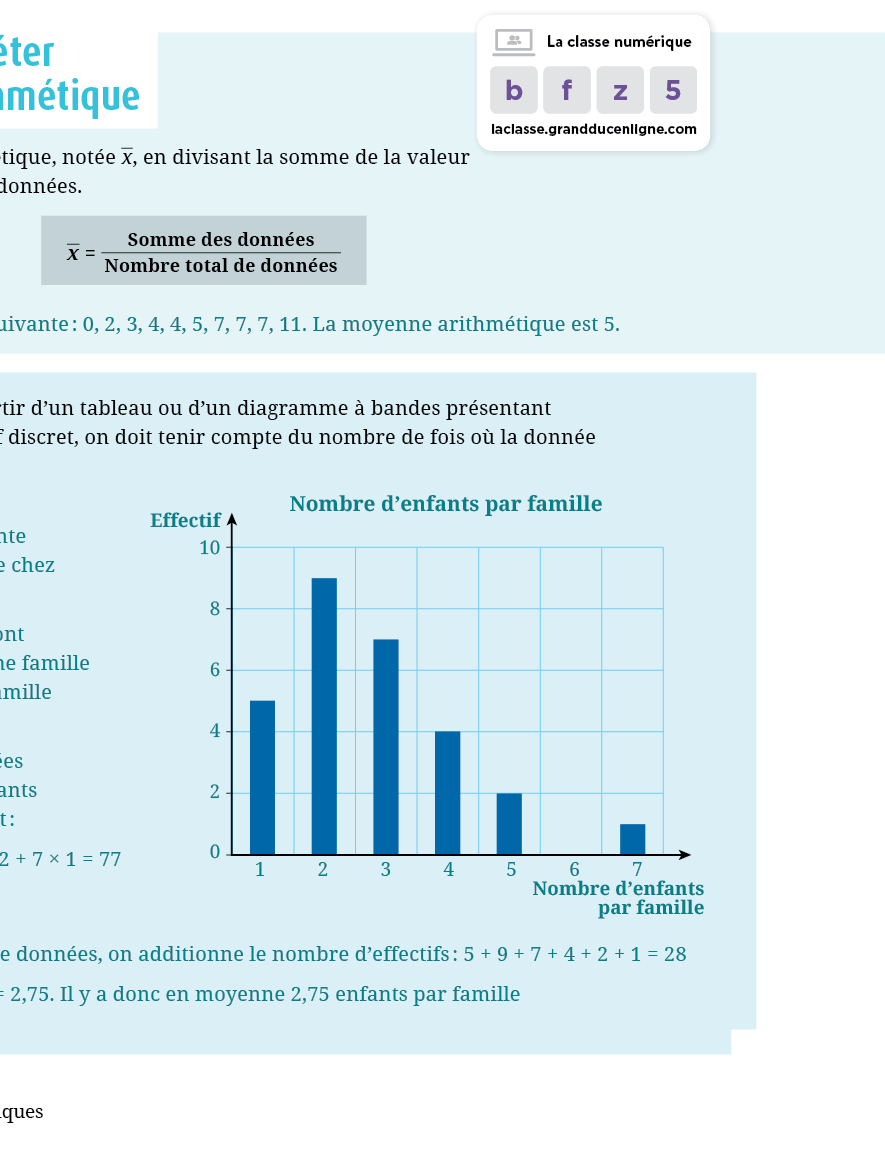 éter
métique
La classe numérique
b f z 5
laclasse.grandducenligne.com
tique, notée x̅, en divisant la somme de la valeur
données.
x̅ = Somme des données
Nombre total de données
uivante : 0, 2, 3, 4, 4, 5, 7, 7, 7, 11. La moyenne arithmétique est 5.
rtir d’un tableau ou d’un diagramme à bandes présentant
f discret, on doit tenir compte du nombre de fois où la donnée
nte
e chez
ont
ne famille
amille
ées
ants
t :
2 + 7 × 1 = 77
Nombre d’enfants par famille
Effectif
10
8
6
4
2
0
1 2 3 4 5 6 7
Nombre d’enfants
par famille
e données, on additionne le nombre d’effectifs : 5 + 9 + 7 + 4 + 2 + 1 = 28
= 2,75. Il y a donc en moyenne 2,75 enfants par famille
iques